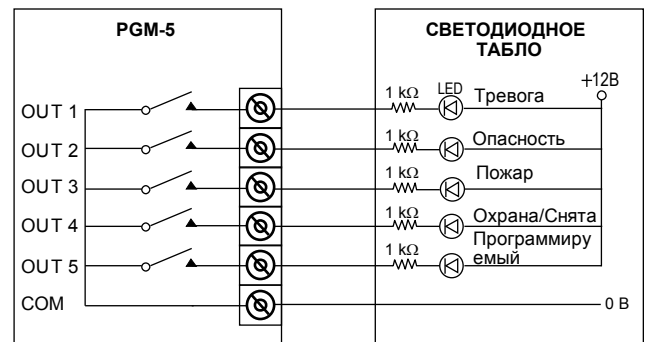 PGM-5
OUT 1
OUT 2
OUT 3
OUT 4
OUT 5
COM
СВЕТОДИОДНОЕ
ТАБЛО
+12В
1 kΩ LED Тревога
1 kΩ Опасность
1 kΩ Пожар
1 kΩ Охрана/Снята
1 kΩ Программиру
емый
0 В